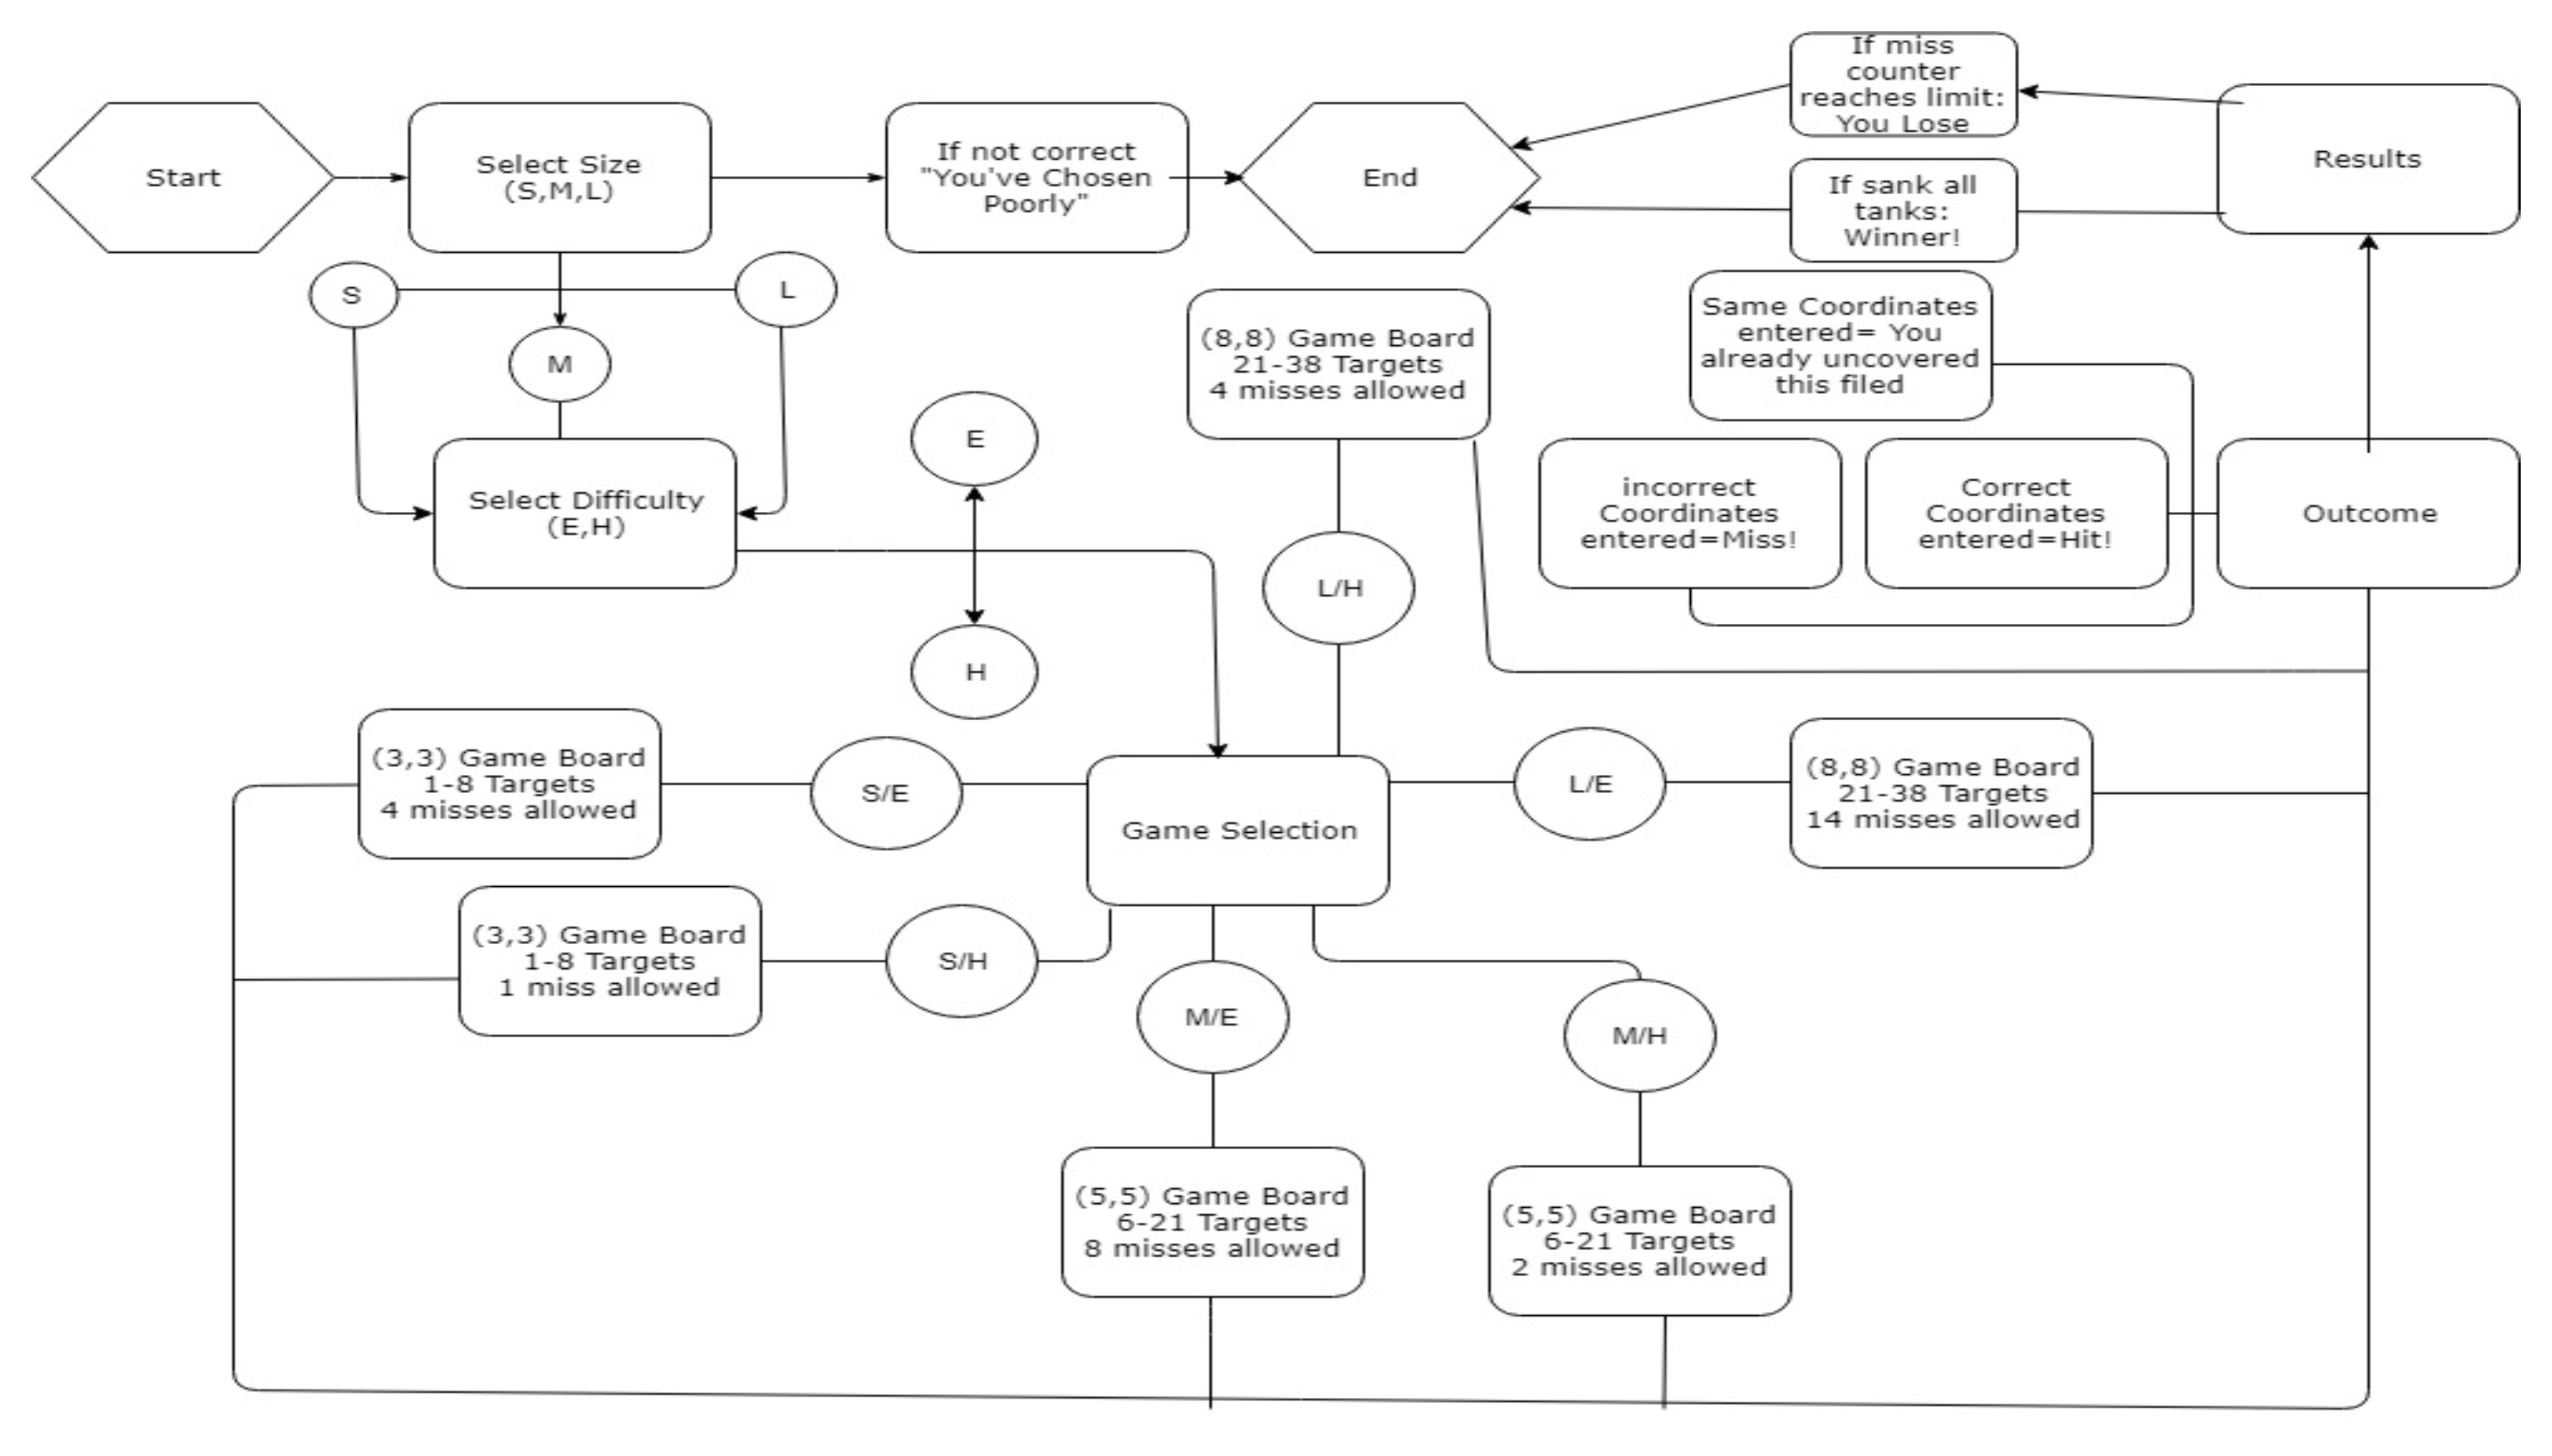 Start
Select Size
(S,M,L)
If not correct
"You've Chosen
Poorly"
End
If miss
counter
reaches limit:
You Lose
If sank all
tanks:
Winner!
Results
S
L
M
Select Difficulty
(E,H)
E
H
(8,8) Game Board
21-38 Targets
4 misses allowed
Same Coordinates
entered= You
already uncovered
this filed
incorrect
Coordinates
entered=Miss!
Correct
Coordinates
entered=Hit!
Outcome
L/H
(3,3) Game Board
1-8 Targets
4 misses allowed
S/E
Game Selection
L/E
(8,8) Game Board
21-38 Targets
14 misses allowed
(3,3) Game Board
1-8 Targets
1 miss allowed
S/H
M/E
M/H
(5,5) Game Board
6-21 Targets
8 misses allowed
(5,5) Game Board
6-21 Targets
2 misses allowed